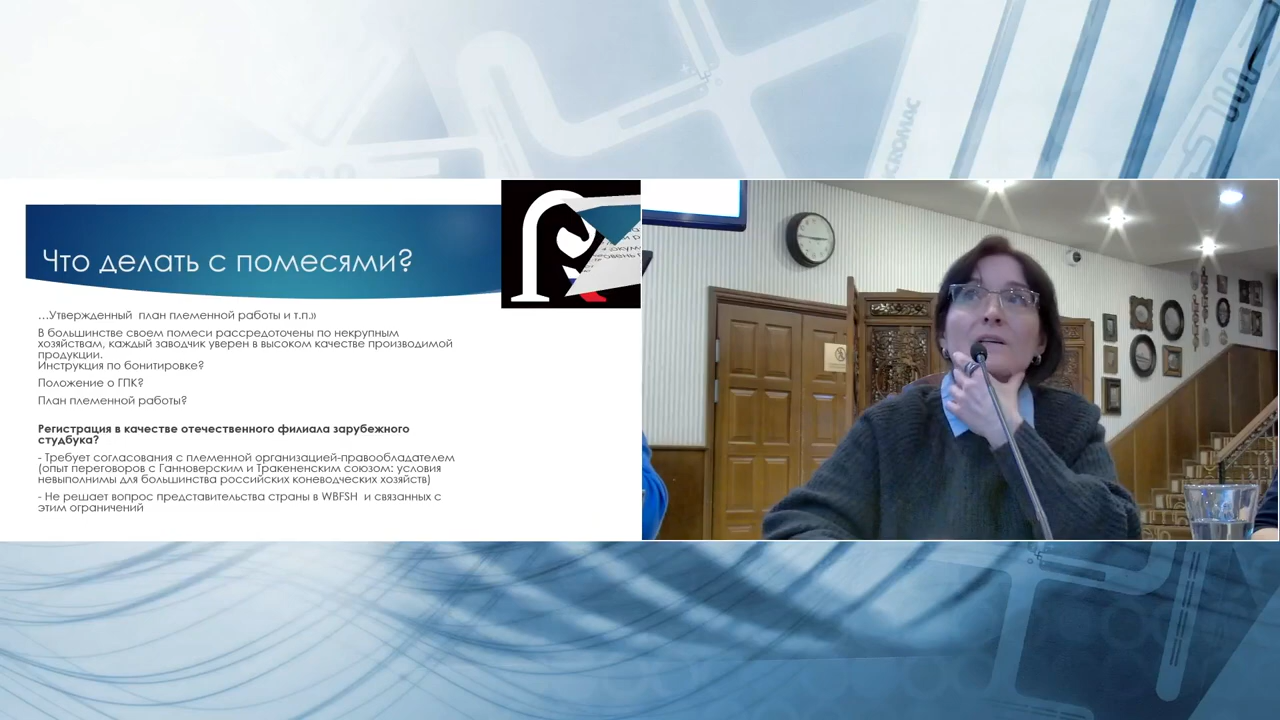 CROMAC
Что делать с помесями?
…Утвержденный план племенной работы и т.п.»
В большинстве своем помеси рассредоточены по некрупным
хозяйствам, каждый заводчик уверен в высоком качестве производимой
продукции.
Инструкция по бонитировке?
Положение о ГПК?
План племенной работы?
Регистрация в качестве отечественного филиала зарубежного
студбука?
- Требует согласования с племенной организацией-правообладателем
(опыт переговоров с Ганноверским и Тракененским союзом: условия
невыполнимы для большинства российских коневодческих хозяйств)
- Не решает вопрос представительства страны в WBFSH и связанных с
этим ограничений